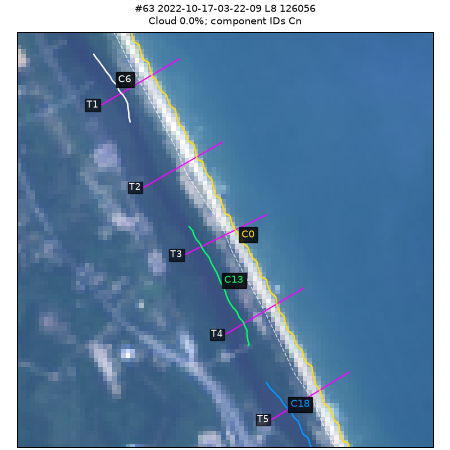 #63 2022-10-17-03-22-09 L8 126056
Cloud 0.0%; component IDs Cn
C6
T1
T2
C0
T3
C13
T4
C18
T5